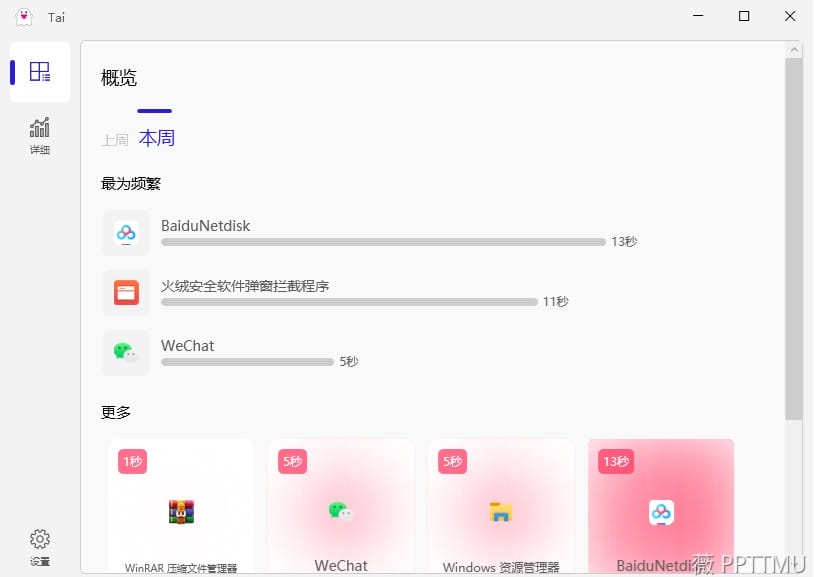 Tai
概览
上周 本周
详细
最为频繁
BaiduNetdisk
13秒
火绒安全软件弹窗拦截程序
11秒
WeChat
5秒
更多
1秒 5秒 5秒 13秒
WinRAR 压缩文件管理器 WeChat Windows 资源管理器 BaiduNetdi
设置
薇 PPTTMU